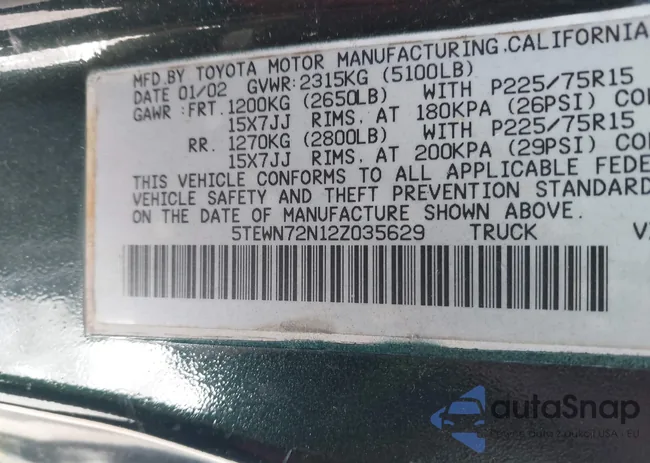 MFD.BY TOYOTA MOTOR MANUFACTURING.CALIFORNIA
DATE 01/02 GVWR:2315KG (5100LB)
GAWR :FRT.1200KG (2650LB) WITH P225/75R15
15X7JJ RIMS, AT 180KPA (26PSI) CO
RR. 1270KG (2800LB) WITH P225/75R15
15X7JJ RIMS, AT 200KPA (29PSI) CO
THIS VEHICLE CONFORMS TO ALL APPLICABLE FEDE
VEHICLE SAFETY AND THEFT PREVENTION STANDARD
ON THE DATE OF MANUFACTURE SHOWN ABOVE.
5TEWN72N12Z035629 TRUCK
autoSnap